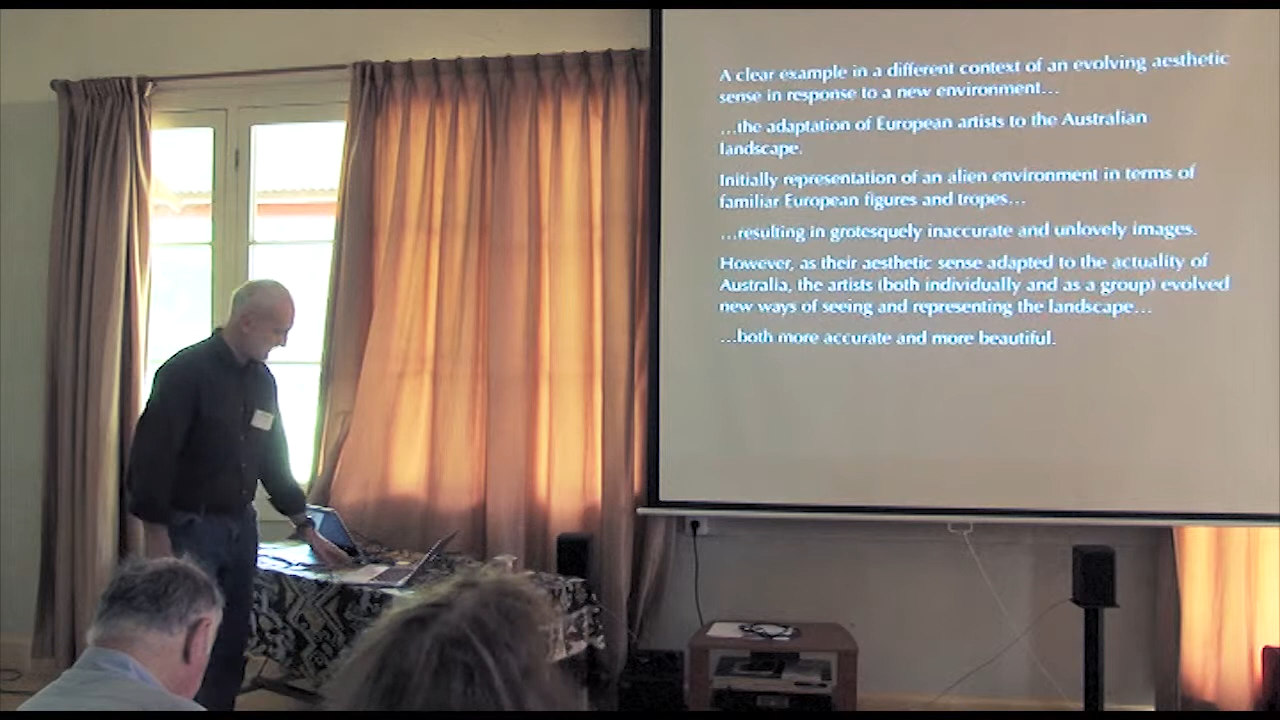 A clear example in a different context of an evolving aesthetic
sense in response to a new environment…
…the adaptation of European artists to the Australian
landscape.
Initially representation of an alien environment in terms of
familiar European figures and tropes…
…resulting in grotesquely inaccurate and unlovely images.
However, as their aesthetic sense adapted to the actuality of
Australia, the artists (both individually and as a group) evolved
new ways of seeing and representing the landscape…
…both more accurate and more beautiful.